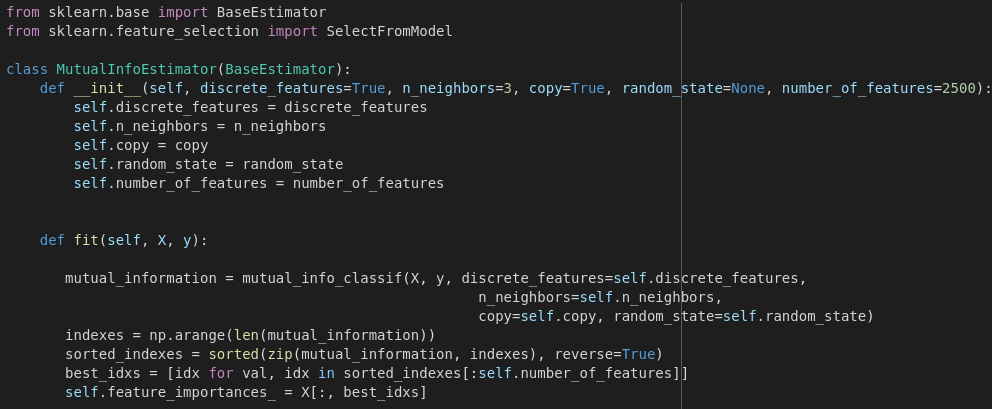 from sklearn.base import BaseEstimator
from sklearn.feature_selection import SelectFromModel
class MutualInfoEstimator(BaseEstimator):
    def __init__(self, discrete_features=True, n_neighbors=3, copy=True, random_state=None, number_of_features=2500):
        self.discrete_features = discrete_features
        self.n_neighbors = n_neighbors
        self.copy = copy
        self.random_state = random_state
        self.number_of_features = number_of_features
    def fit(self, X, y):
       mutual_information = mutual_info_classif(X, y, discrete_features=self.discrete_features,
                                                        n_neighbors=self.n_neighbors,
                                                        copy=self.copy, random_state=self.random_state)
       indexes = np.arange(len(mutual_information))
       sorted_indexes = sorted(zip(mutual_information, indexes), reverse=True)
       best_idxs = [idx for val, idx in sorted_indexes[:self.number_of_features]]
       self.feature_importances_ = X[:, best_idxs]